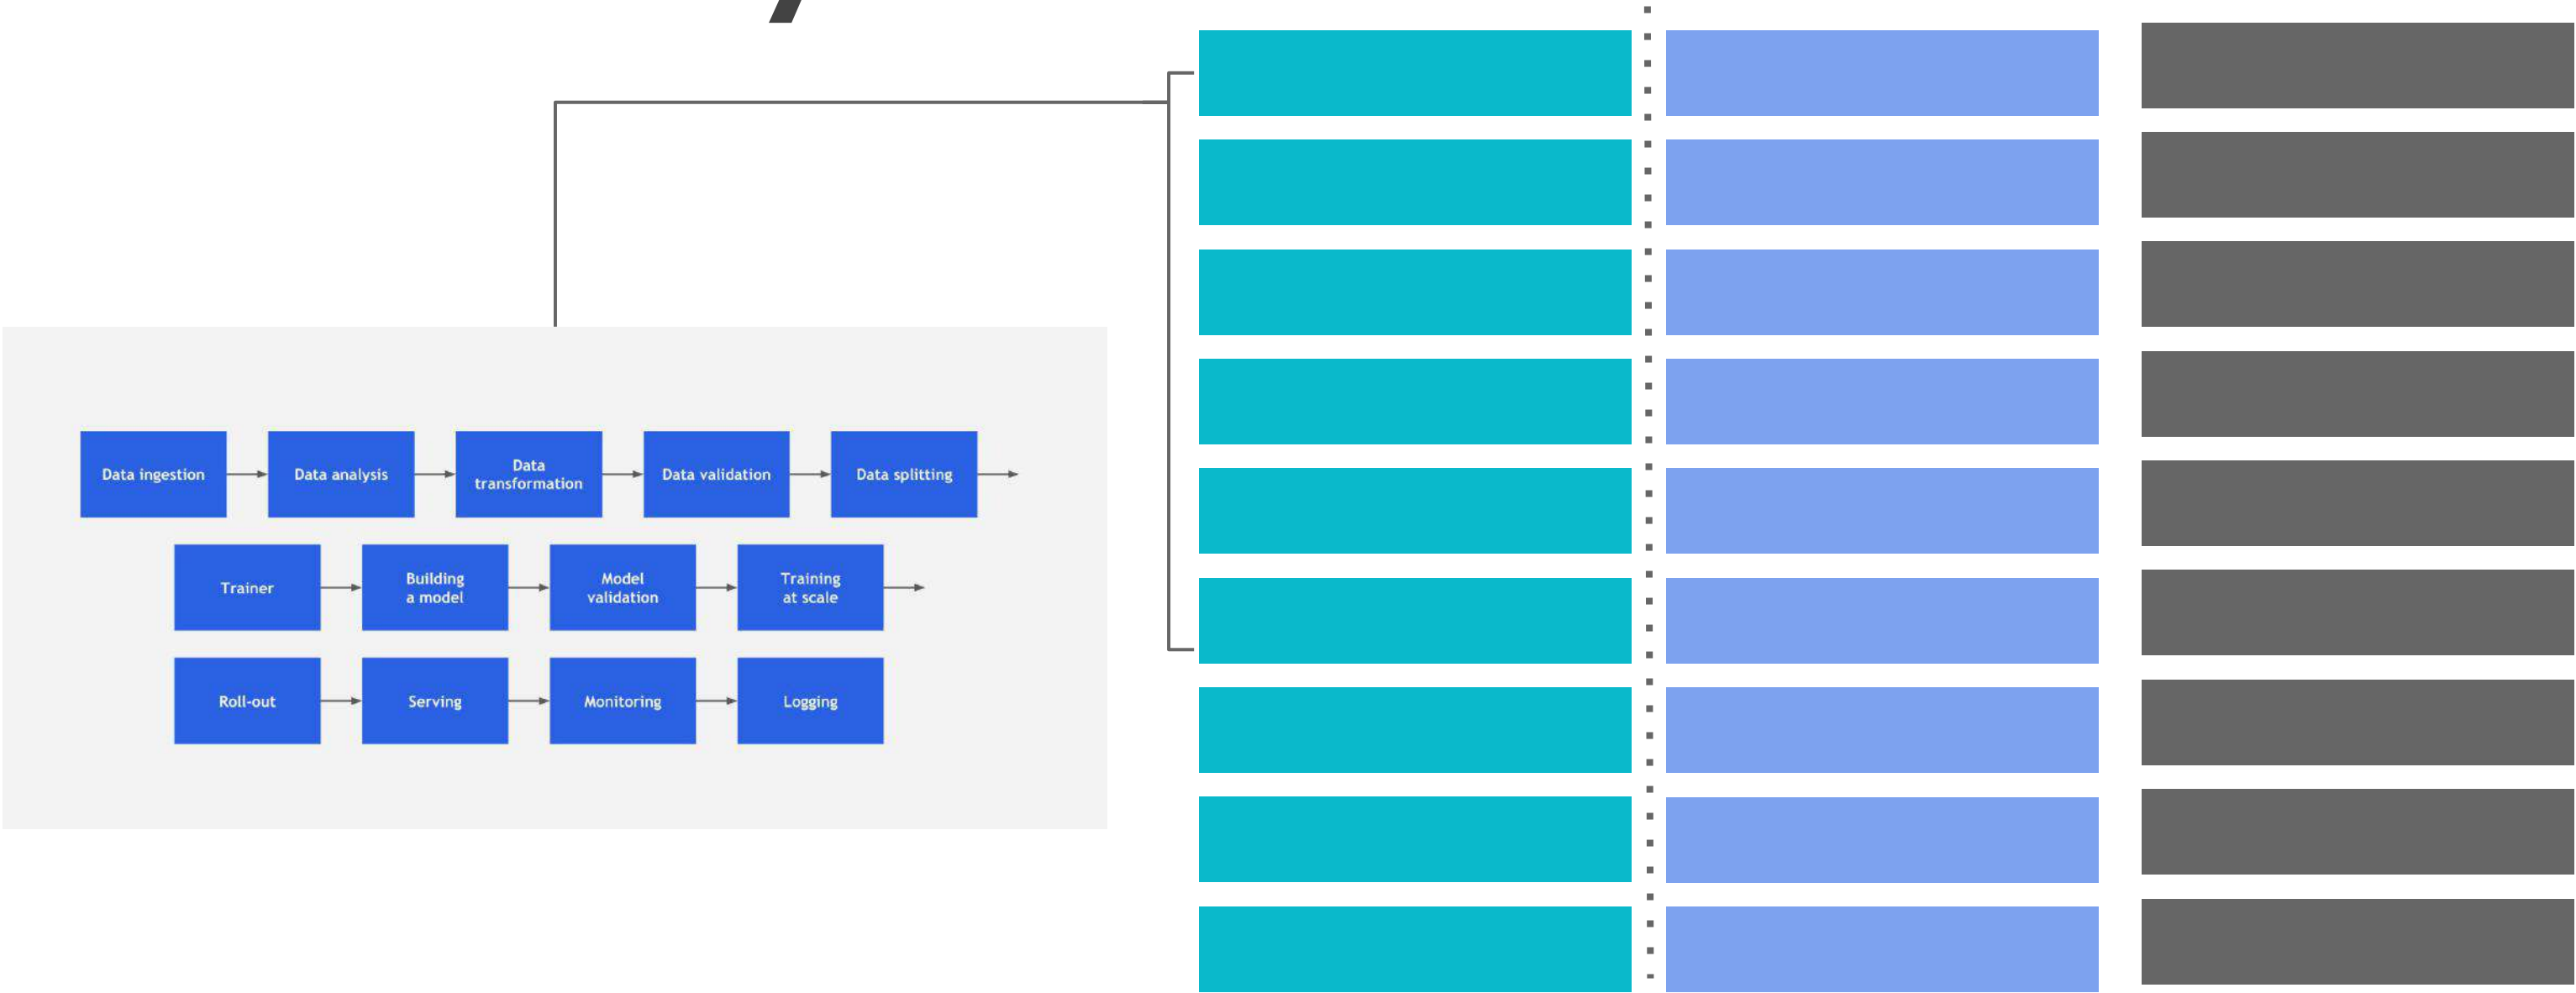 Data ingestion
Data analysis
Data
transformation
Data validation
Data splitting
Trainer
Building
a model
Model
validation
Training
at scale
Roll-out
Serving
Monitoring
Logging